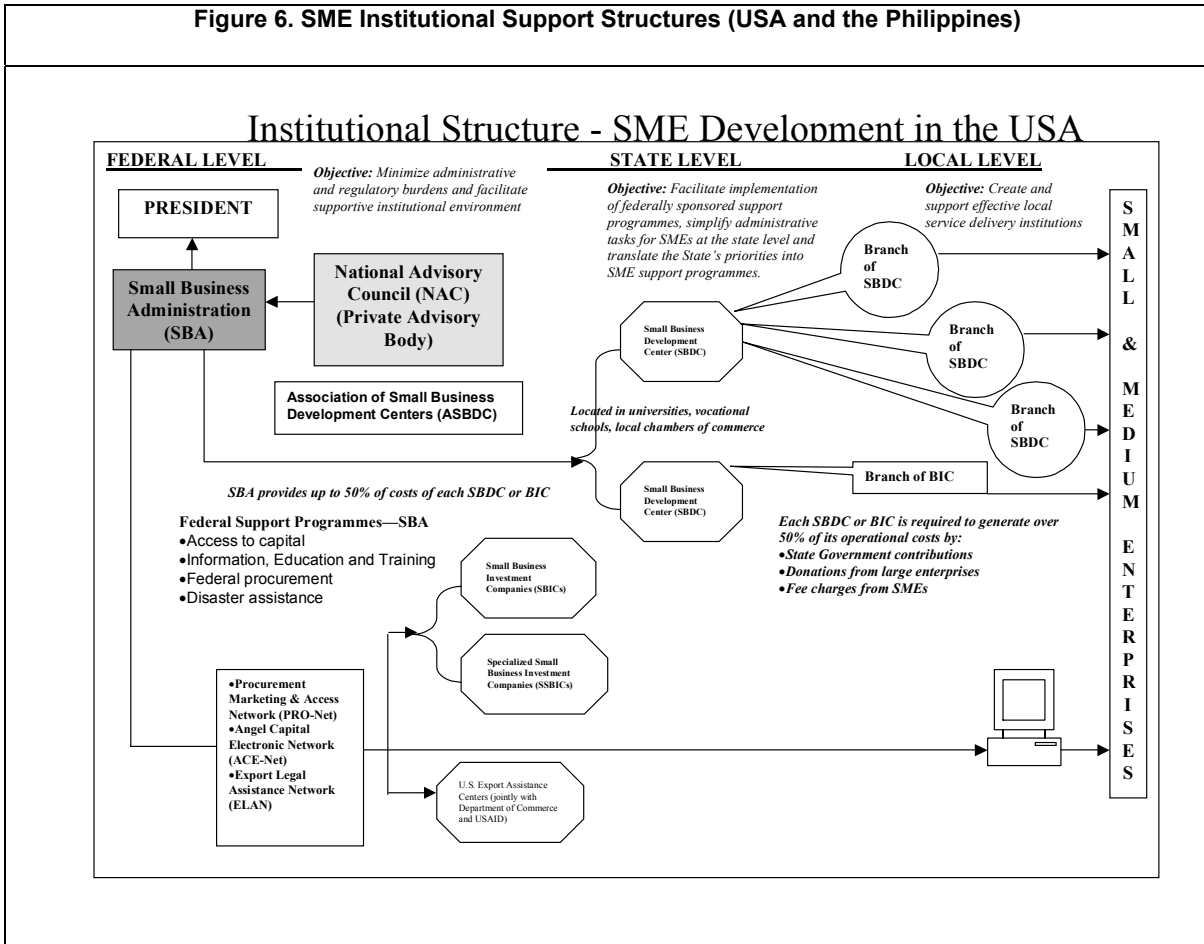 Figure 6. SME Institutional Support Structures (USA and the Philippines)
Institutional Structure - SME Development in the USA
FEDERAL LEVEL
STATE LEVEL
LOCAL LEVEL
Objective: Minimize administrative
and regulatory burdens and facilitate
supportive institutional environment
Objective: Facilitate implementation
of federally sponsored support
programmes, simplify administrative
tasks for SMEs at the state level and
translate the State's priorities into
SME support programmes.
Objective: Create and
support effective local
service delivery institutions
PRESIDENT
Small Business
Administration
(SBA)
National Advisory
Council (NAC)
(Private Advisory
Body)
Association of Small Business
Development Centers (ASBDC)
Small Business
Development
Center (SBDC)
Branch
of
SBDC
Branch
of
SBDC
Branch
of
SBDC
Located in universities, vocational
schools, local chambers of commerce
Small Business
Development
Center (SBDC)
Branch of BIC
SBA provides up to 50% of costs of each SBDC or BIC
Federal Support Programmes—SBA
•Access to capital
•Information, Education and Training
•Federal procurement
•Disaster assistance
Each SBDC or BIC is required to generate over
50% of its operational costs by:
•State Government contributions
•Donations from large enterprises
•Fee charges from SMEs
Small Business
Investment
Companies (SBICs)
Specialized Small
Business Investment
Companies (SSBICs)
•Procurement
Marketing & Access
Network (PRO-Net)
•Angel Capital
Electronic Network
(ACE-Net)
•Export Legal
Assistance Network
(ELAN)
U.S. Export Assistance
Centers (jointly with
Department of Commerce
and USAID)
S
M
A
L
L
&
M
E
D
I
U
M
E
N
T
E
R
P
R
I
S
E
S